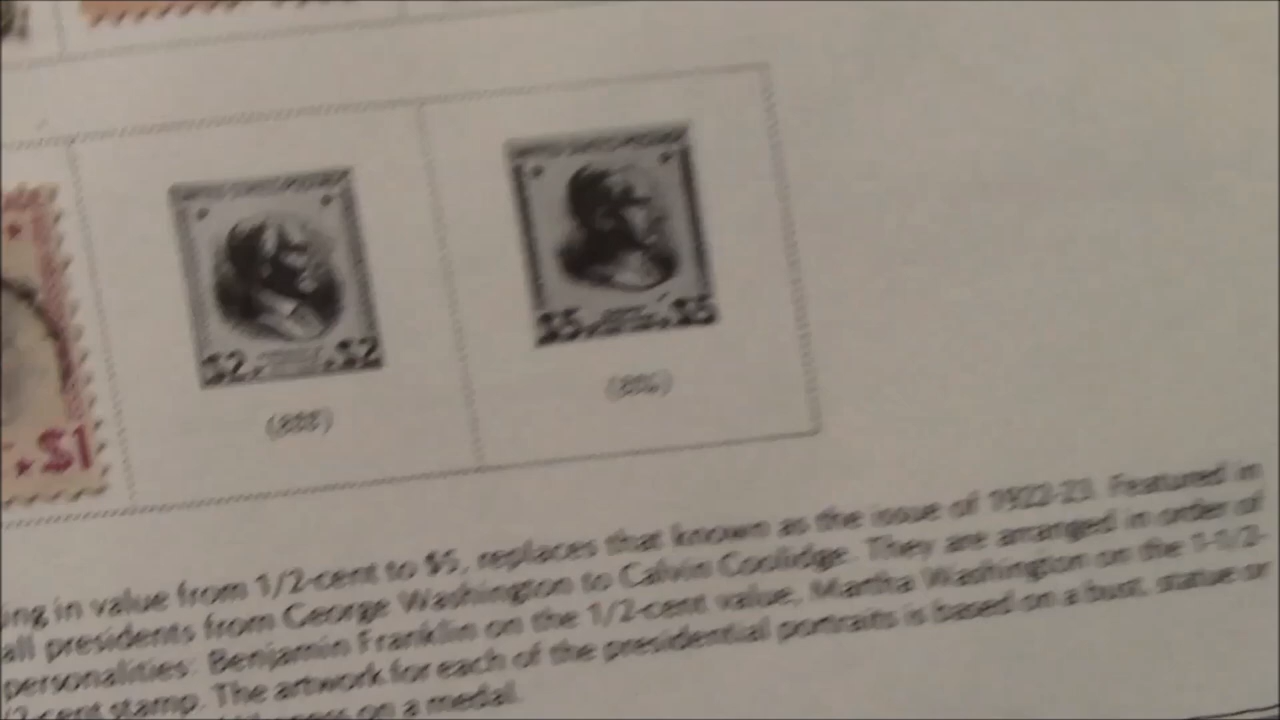 $2 $2
$5 $5
$1
ing in value from 1/2-cent to $5, replaces that known as the issue of 1922-23. Featured in
all presidents from George Washington to Calvin Coolidge. They are arranged in order of
personalities: Benjamin Franklin on the 1/2-cent value, Martha Washington on the 1-1/2-
/2-cent stamp. The artwork for each of the presidential portraits is based on a bust, statue or
on a medal.